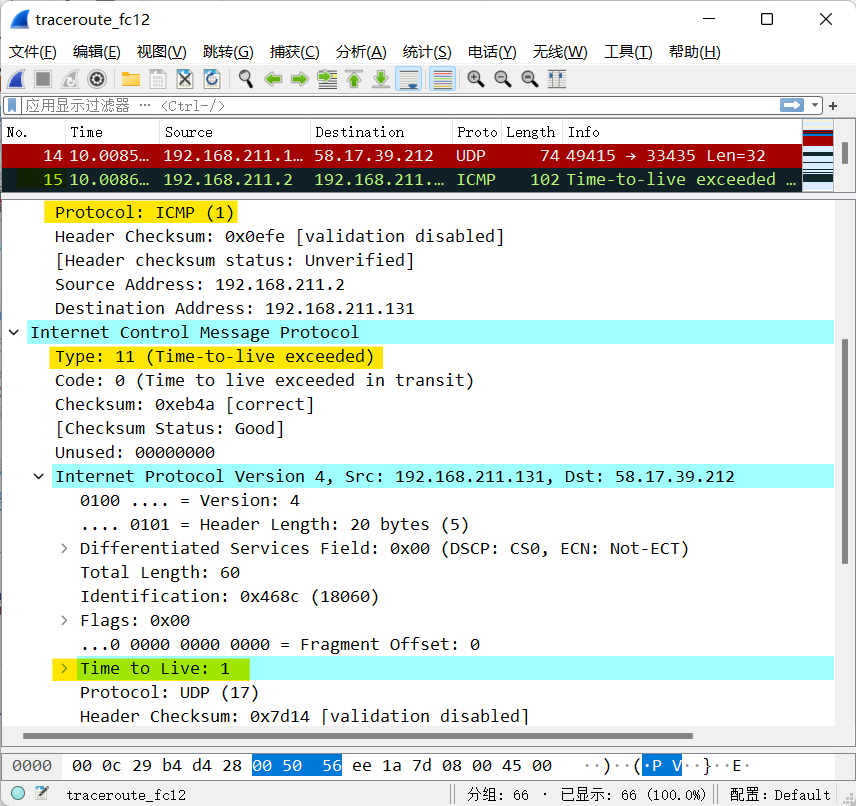 traceroute_fc12
文件(F) 编辑(E) 视图(V) 跳转(G) 捕获(C) 分析(A) 统计(S) 电话(Y) 无线(W) 工具(T) 帮助(H)
应用显示过滤器 … <Ctrl-/>
No. Time Source Destination Proto Length Info
14 10.0085… 192.168.211.1… 58.17.39.212 UDP 74 49415 → 33435 Len=32
15 10.0086… 192.168.211.2 192.168.211.… ICMP 102 Time-to-live exceeded …
Protocol: ICMP (1)
Header Checksum: 0x0efe [validation disabled]
[Header checksum status: Unverified]
Source Address: 192.168.211.2
Destination Address: 192.168.211.131
Internet Control Message Protocol
Type: 11 (Time-to-live exceeded)
Code: 0 (Time to live exceeded in transit)
Checksum: 0xeb4a [correct]
[Checksum Status: Good]
Unused: 00000000
Internet Protocol Version 4, Src: 192.168.211.131, Dst: 58.17.39.212
0100 .... = Version: 4
.... 0101 = Header Length: 20 bytes (5)
Differentiated Services Field: 0x00 (DSCP: CS0, ECN: Not-ECT)
Total Length: 60
Identification: 0x468c (18060)
Flags: 0x00
...0 0000 0000 0000 = Fragment Offset: 0
Time to Live: 1
Protocol: UDP (17)
Header Checksum: 0x7d14 [validation disabled]
0000 00 0c 29 b4 d4 28 00 50 56 ee 1a 7d 08 00 45 00 ··)··(·PV··}··E·
traceroute_fc12 分组: 66 · 已显示: 66 (100.0%) 配置: Default